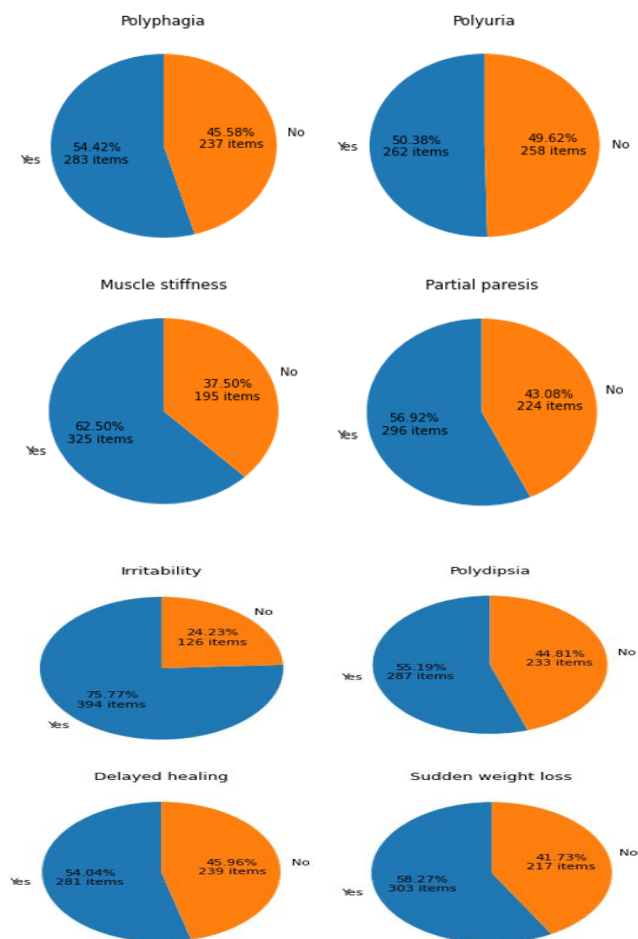 Polyphagia
Yes
54.42%
283 items
45.58%
237 items
No
Polyuria
Yes
50.38%
262 items
49.62%
258 items
No
Muscle stiffness
Yes
62.50%
325 items
37.50%
195 items
No
Partial paresis
Yes
56.92%
296 items
43.08%
224 items
No
Irritability
Yes
75.77%
394 items
24.23%
126 items
No
Polydipsia
Yes
55.19%
287 items
44.81%
233 items
No
Delayed healing
Yes
54.04%
281 items
45.96%
239 items
No
Sudden weight loss
Yes
58.27%
303 items
41.73%
217 items
No